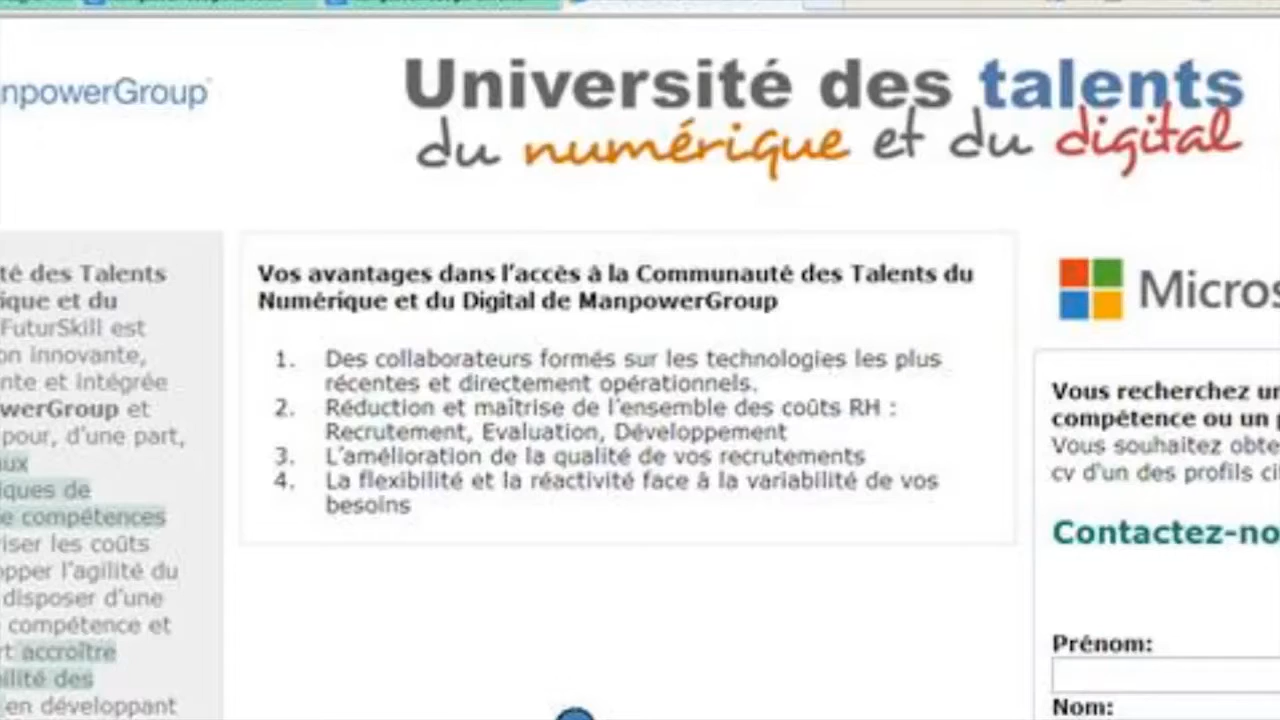 npowerGroup
Université des talents
du numérique et du digital
té des Talents
ique et du
FuturSkill est
on innovante,
nte et intégrée
werGroup et
pour, d'une part,
ux
iques de
e compétences
iser les coûts
opper l'agilité du
disposer d'une
compétence et
rt accroître
ilité des
en développant
Vos avantages dans l'accès à la Communauté des Talents du
Numérique et du Digital de ManpowerGroup
1. Des collaborateurs formés sur les technologies les plus
récentes et directement opérationnels.
2. Réduction et maîtrise de l'ensemble des coûts RH :
Recrutement, Evaluation, Développement
3. L'amélioration de la qualité de vos recrutements
4. La flexibilité et la réactivité face à la variabilité de vos
besoins
Micros
Vous recherchez un
compétence ou un p
Vous souhaitez obte
cv d'un des profils ci
Contactez-no
Prénom:
Nom: